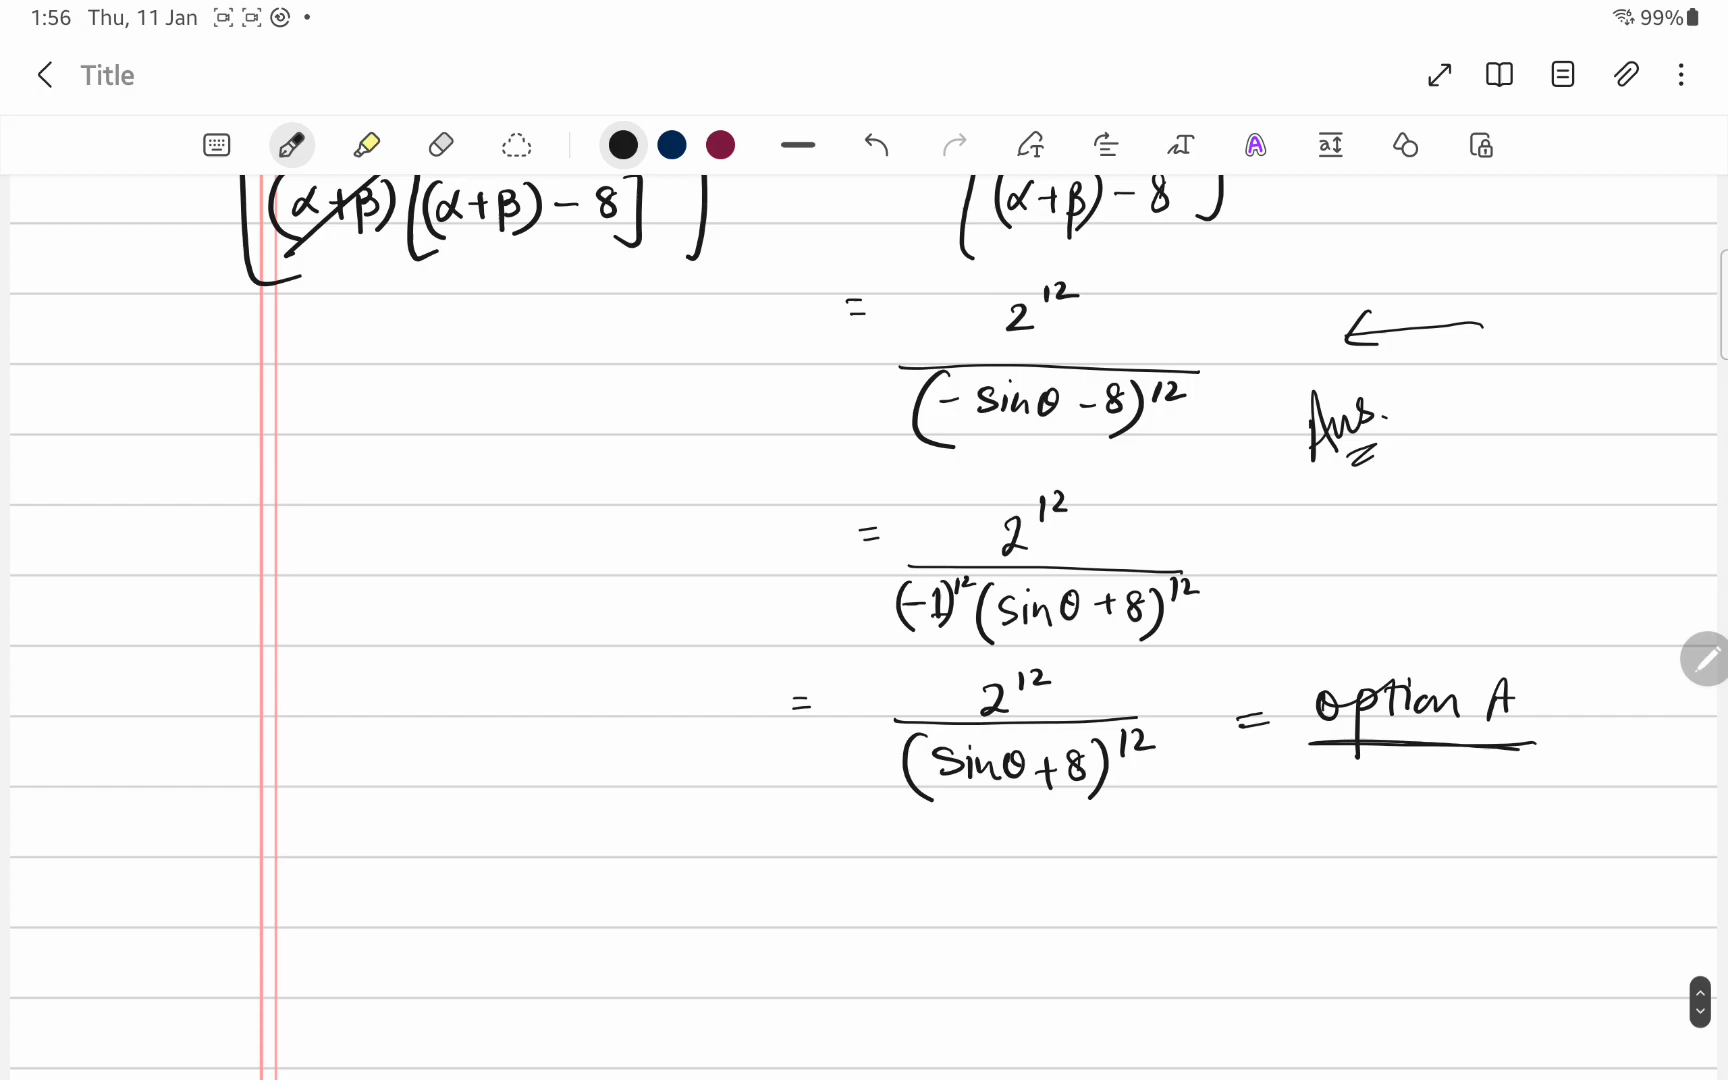 1:56 Thu, 11 Jan 99%
Title
[(α+β)[(α+β) - 8]] [(α+β) - 8]
= 2^12 / (- sinθ - 8)^12 ←
Ans.
= 2^12 / (-1)^12 (sinθ + 8)^12
= 2^12 / (sinθ + 8)^12 = option A